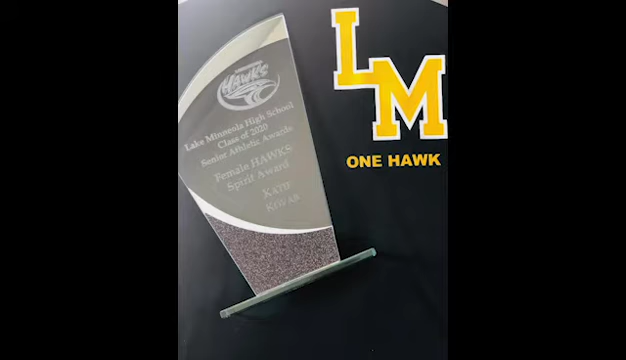 HAWKS
Lake Minneola High School
Class of 2020
Senior Athletic Awards
Female HAWKS
Spirit Award
LM
ONE HAWK